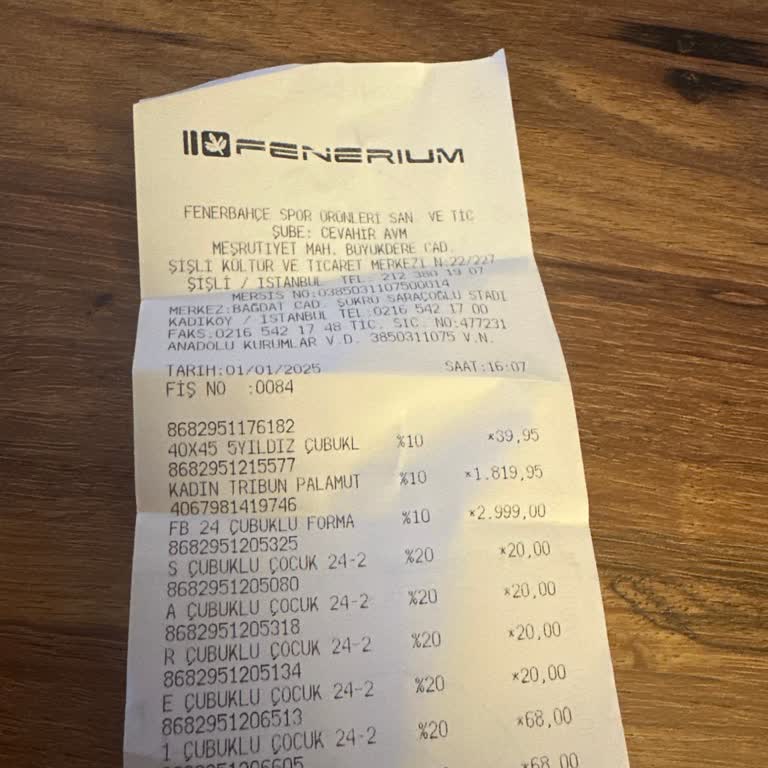 FENERIUM
FENERBAHÇE SPOR ÜRÜNLERİ SAN. VE TİC
ŞUBE: CEVAHİR AVM
MEŞRUTİYET MAH. BÜYÜKDERE CAD.
ŞİŞLİ KÜLTÜR VE TİCARET MERKEZİ N.22/227
ŞİŞLİ / İSTANBUL TEL. 212 380 19 07
MERSİS NO:0385031107500014
MERKEZ:BAĞDAT CAD. ŞÜKRÜ SARAÇOĞLU STADI
KADIKÖY / İSTANBUL TEL:0216 542 17 00
FAKS.0216 542 17 48 TİC. SİC. NO:477231
ANADOLU KURUMLAR V.D. 3850311075 V.N.
TARİH:01/01/2025 SAAT:16:07
FİŞ NO :0084
8682951176182
40X45 5YILDIZ ÇUBUKL %10 *39,95
8682951215577
KADIN TRIBUN PALAMUT %10 *1.819,95
4067981419746
FB 24 ÇUBUKLU FORMA %10 *2.999,00
8682951205325
S ÇUBUKLU ÇOCUK 24-2 %20 *20,00
8682951205080
A ÇUBUKLU ÇOCUK 24-2 %20 *20,00
8682951205318
R ÇUBUKLU ÇOCUK 24-2 %20 *20,00
8682951205134
E ÇUBUKLU ÇOCUK 24-2 %20 *20,00
8682951206513
1 ÇUBUKLU ÇOCUK 24-2 %20 *68,00
8682951206605
*68,00